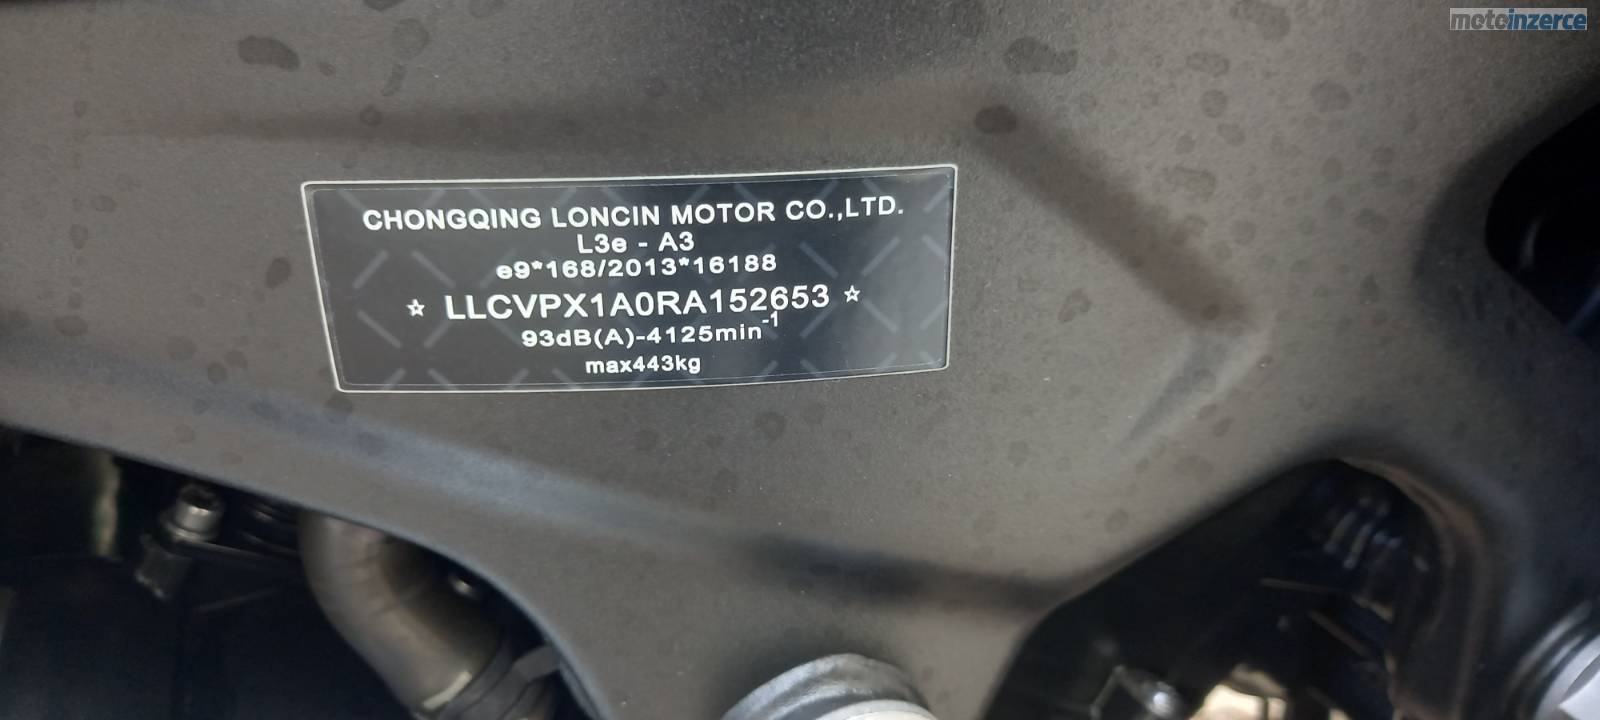 motoinzerce
CHONGQING LONCIN MOTOR CO.,LTD.
L3e - A3
e9*168/2013*16188
☆ LLCVPX1A0RA152653 ☆
93dB(A)-4125min-1
max443kg